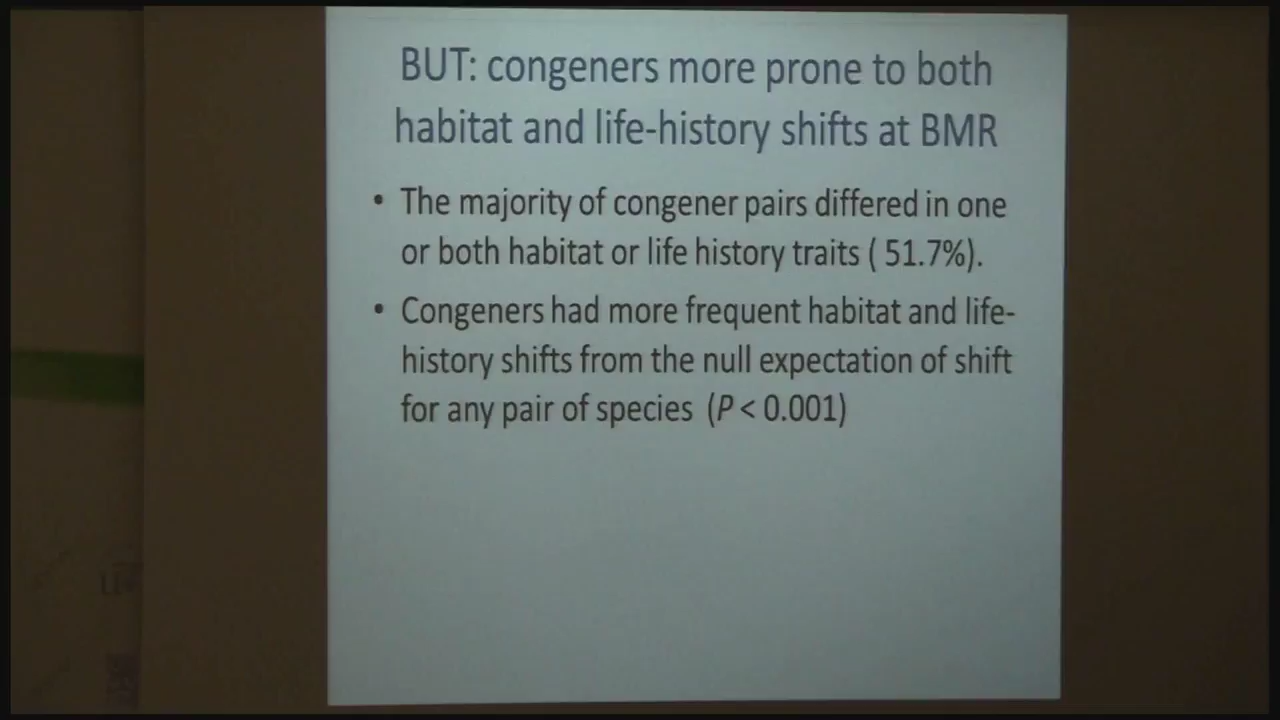 BUT: congeners more prone to both
habitat and life-history shifts at BMR
• The majority of congener pairs differed in one
or both habitat or life history traits ( 51.7%).
• Congeners had more frequent habitat and life-
history shifts from the null expectation of shift
for any pair of species (P < 0.001)